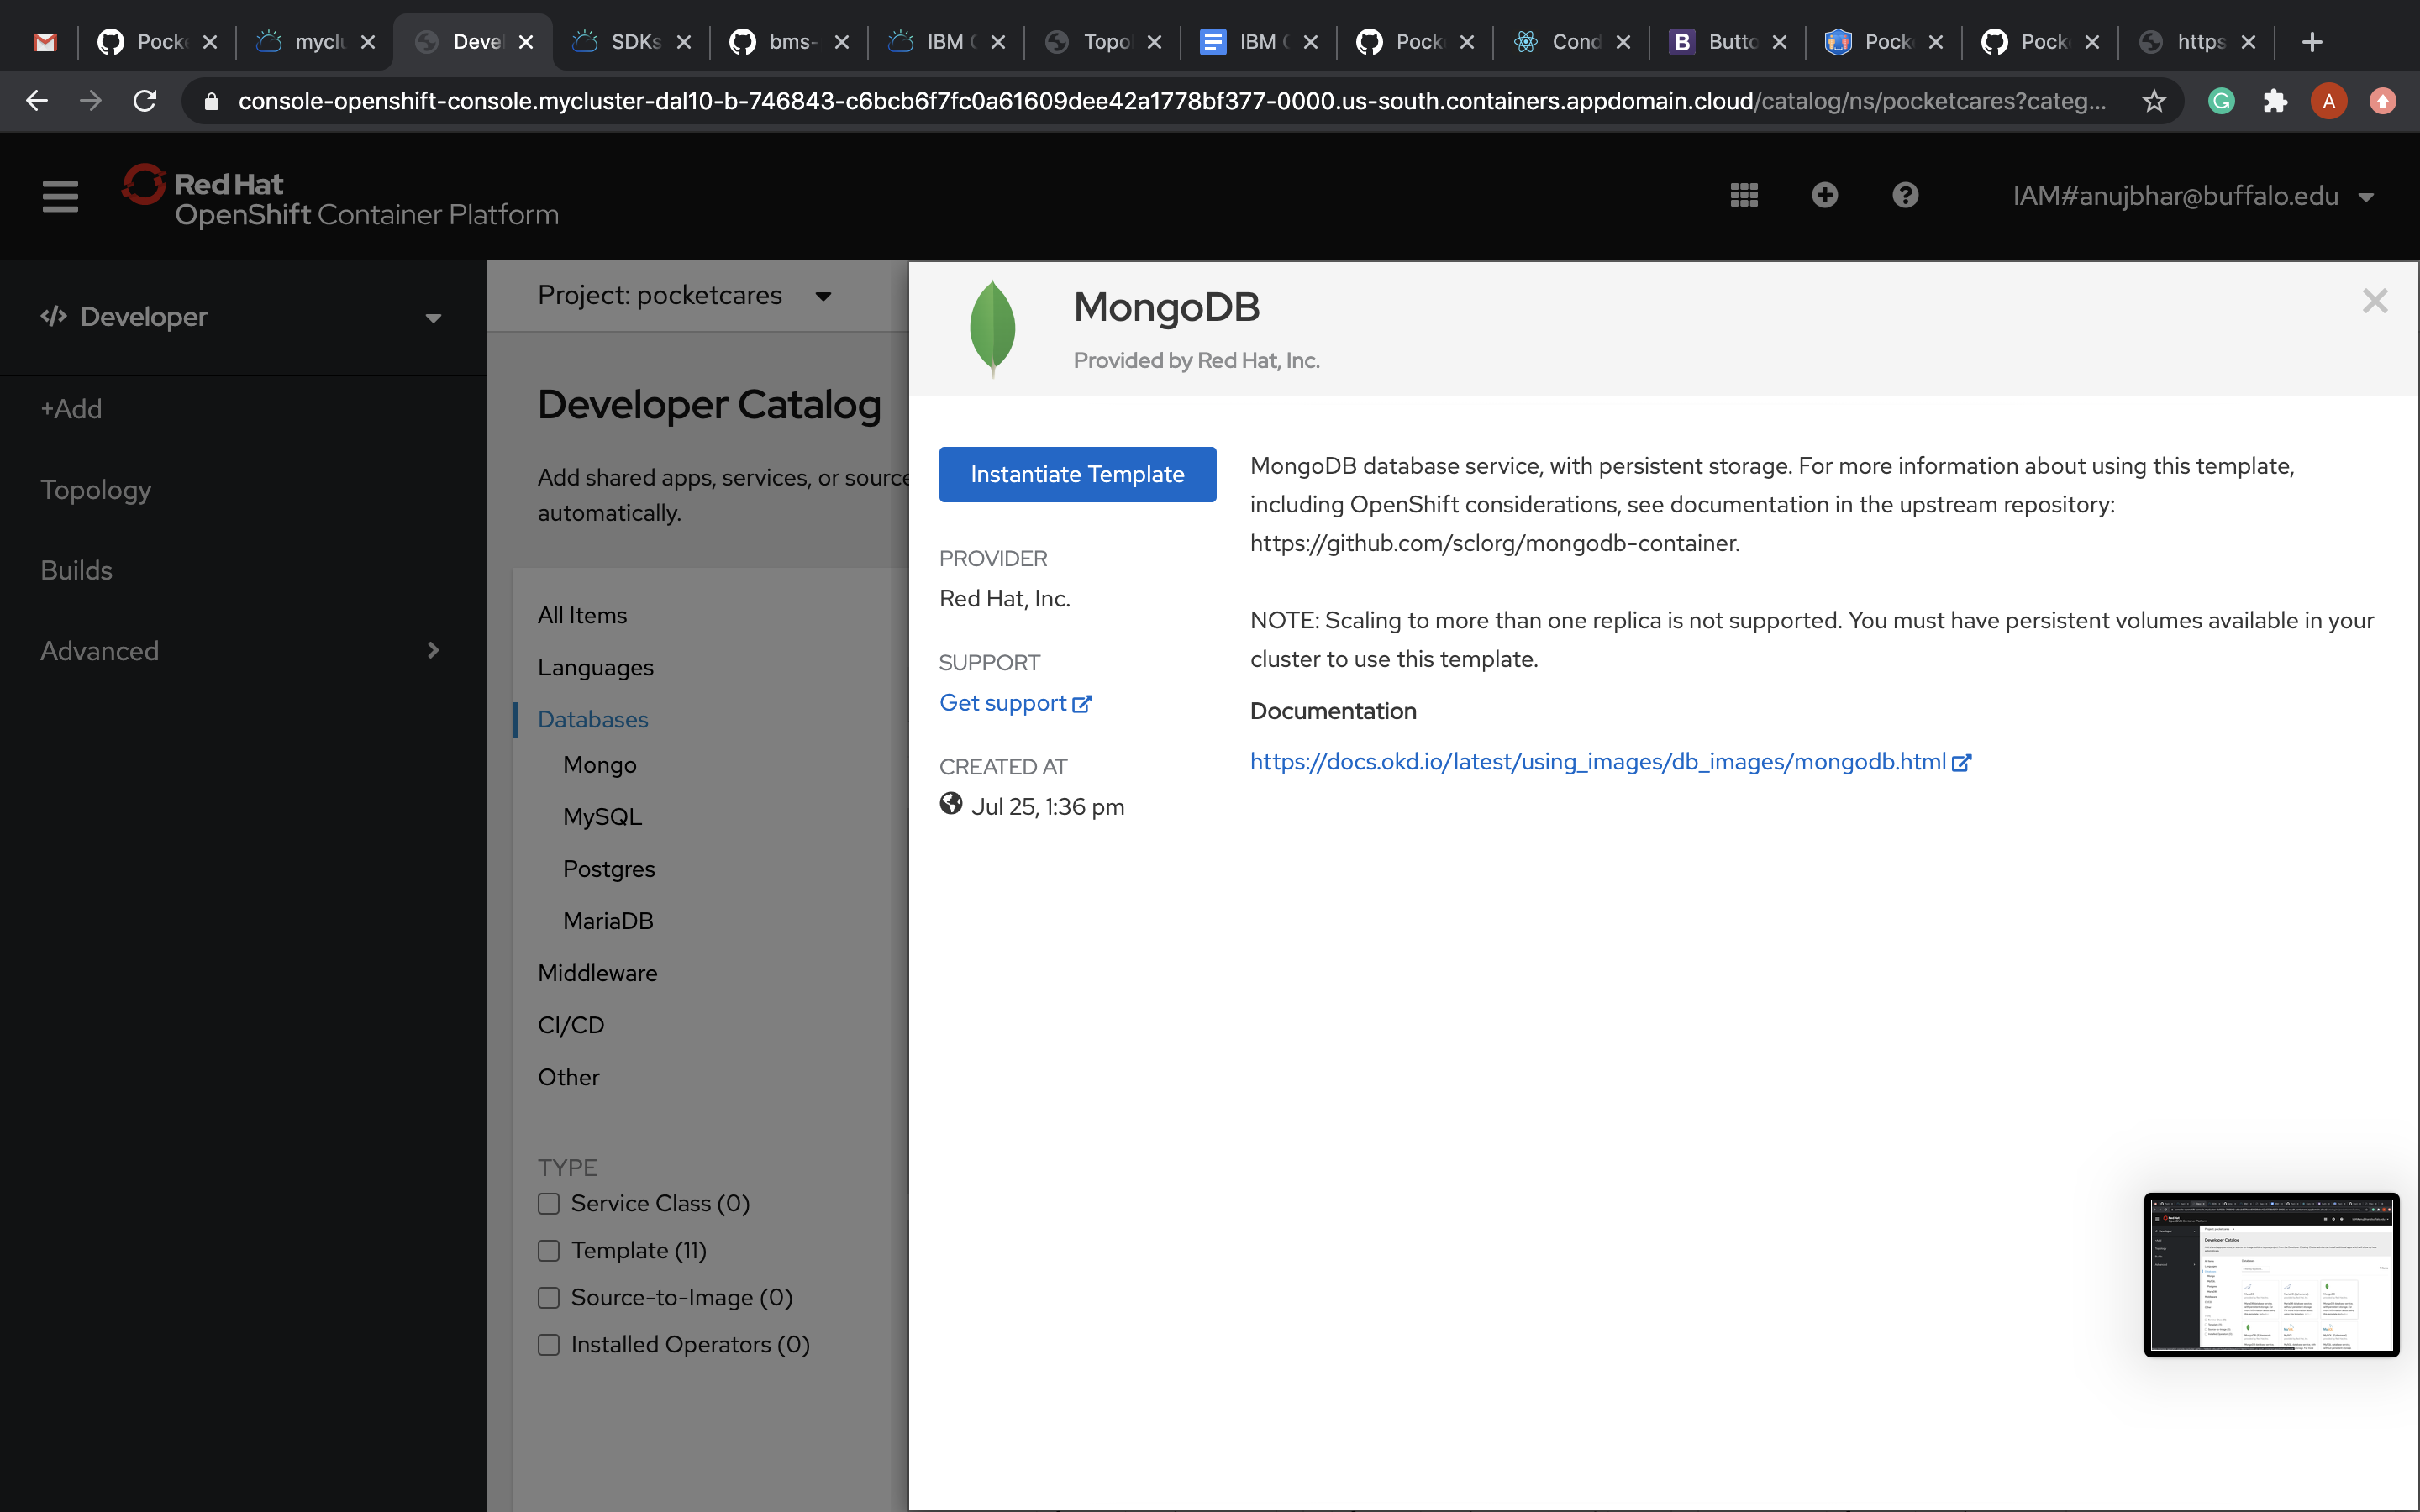 Pock
myclu
Devel
SDKs
bms-
IBM C
Topo
IBM C
Pock
Cond
B
Butto
Pock
Pock
https
console-openshift-console.mycluster-dal10-b-746843-c6bcb6f7fc0a61609dee42a1778bf377-0000.us-south.containers.appdomain.cloud/catalog/ns/pocketcares?categ...
A
Red Hat
OpenShift Container Platform
IAM#anujbhar@buffalo.edu
Developer
+Add
Topology
Builds
Advanced
Project: pocketcares
Developer Catalog
Add shared apps, services, or source
automatically.
All Items
Languages
Databases
Mongo
MySQL
Postgres
MariaDB
Middleware
CI/CD
Other
TYPE
Service Class (0)
Template (11)
Source-to-Image (0)
Installed Operators (0)
MongoDB
Provided by Red Hat, Inc.
Instantiate Template
PROVIDER
Red Hat, Inc.
SUPPORT
Get support
CREATED AT
Jul 25, 1:36 pm
MongoDB database service, with persistent storage. For more information about using this template,
including OpenShift considerations, see documentation in the upstream repository:
https://github.com/sclorg/mongodb-container.
NOTE: Scaling to more than one replica is not supported. You must have persistent volumes available in your
cluster to use this template.
Documentation
https://docs.okd.io/latest/using_images/db_images/mongodb.html